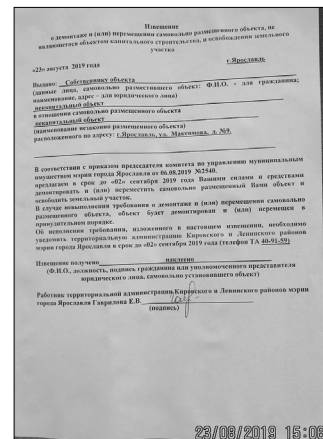 Извещение
о демонтаже и (или) перемещении самовольно размещенного объекта, не
являющегося объектом капитального строительства, и освобождении земельного
участка
«23» августа 2019 года
г.Ярославль
Выдано: Собственнику объекта
(данные лица, самовольно разместившего объект: Ф.И.О. - для гражданина;
наименование, адрес – для юридического лица)
некапитальный объект
в отношении самовольно размещенного объекта
некапитальный объект
(наименование незаконно размещенного объекта)
расположенного по адресу: г.Ярославль, ул. Максимова, д. №9.
В соответствии с приказом председателя комитета по управлению муниципальным
имуществом мэрии города Ярославля от 06.08.2019 №2540.
предлагаем в срок до «02» сентября 2019 Вашими силами и средствами
демонтировать и (или) переместить самовольно размещенный Вами объект и
освободить земельный участок.
В случае невыполнения требования о демонтаже и (или) перемещении самовольно
размещенного объекта, объект будет демонтирован и (или) перемещен в
принудительном порядке.
Об исполнении требования, изложенного в настоящем извещении, необходимо
уведомить территориальную администрацию Кировского и Ленинского районов
мэрии города Ярославля в срок до «02» сентября 2019 года (телефон ТА 40-91-59)
Извещение получено наклеено
(Ф.И.О., должность, подпись гражданина или уполномоченного представителя
юридического лица, самовольно установившего объект)
Работник территориальной администрации Кировского и Ленинского районов мэрии
города Ярославля Гаврилова Е.В.
(подпись)
23/08/2019 15:08